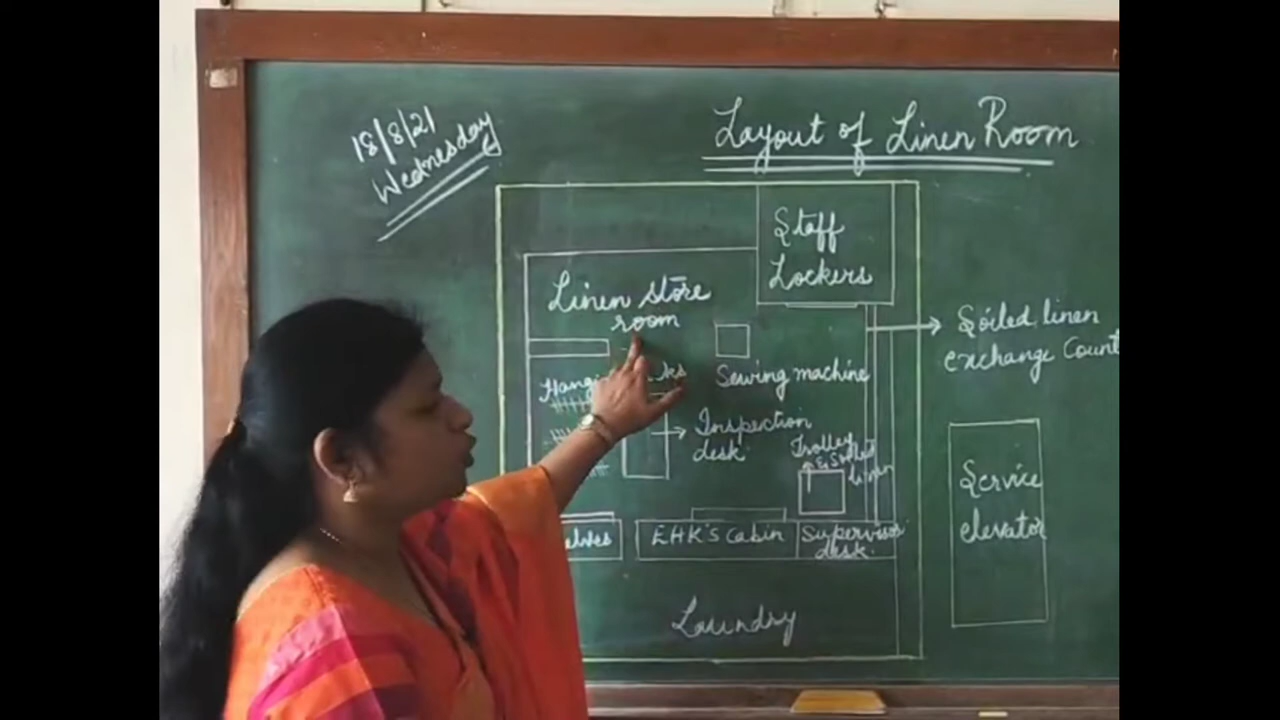 18/8/21
Wednesday
Layout of Linen Room
Staff
Lockers
Linen store
room
Sewing machine
Inspection
desk
Trolley
Soiled linen
exchange Count
Service
elevator
EHK'S Cabin
Supervisor
desk.
Laundry